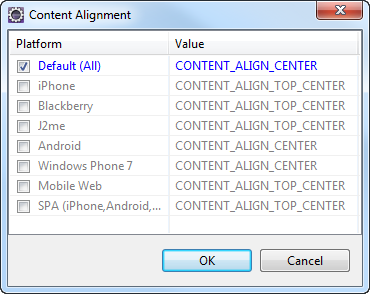 Content Alignment
Platform Value
Default (All) CONTENT_ALIGN_CENTER
iPhone CONTENT_ALIGN_TOP_CENTER
Blackberry CONTENT_ALIGN_TOP_CENTER
J2me CONTENT_ALIGN_TOP_CENTER
Android CONTENT_ALIGN_CENTER
Windows Phone 7 CONTENT_ALIGN_TOP_CENTER
Mobile Web CONTENT_ALIGN_TOP_CENTER
SPA (iPhone,Android,... CONTENT_ALIGN_TOP_CENTER
OK Cancel